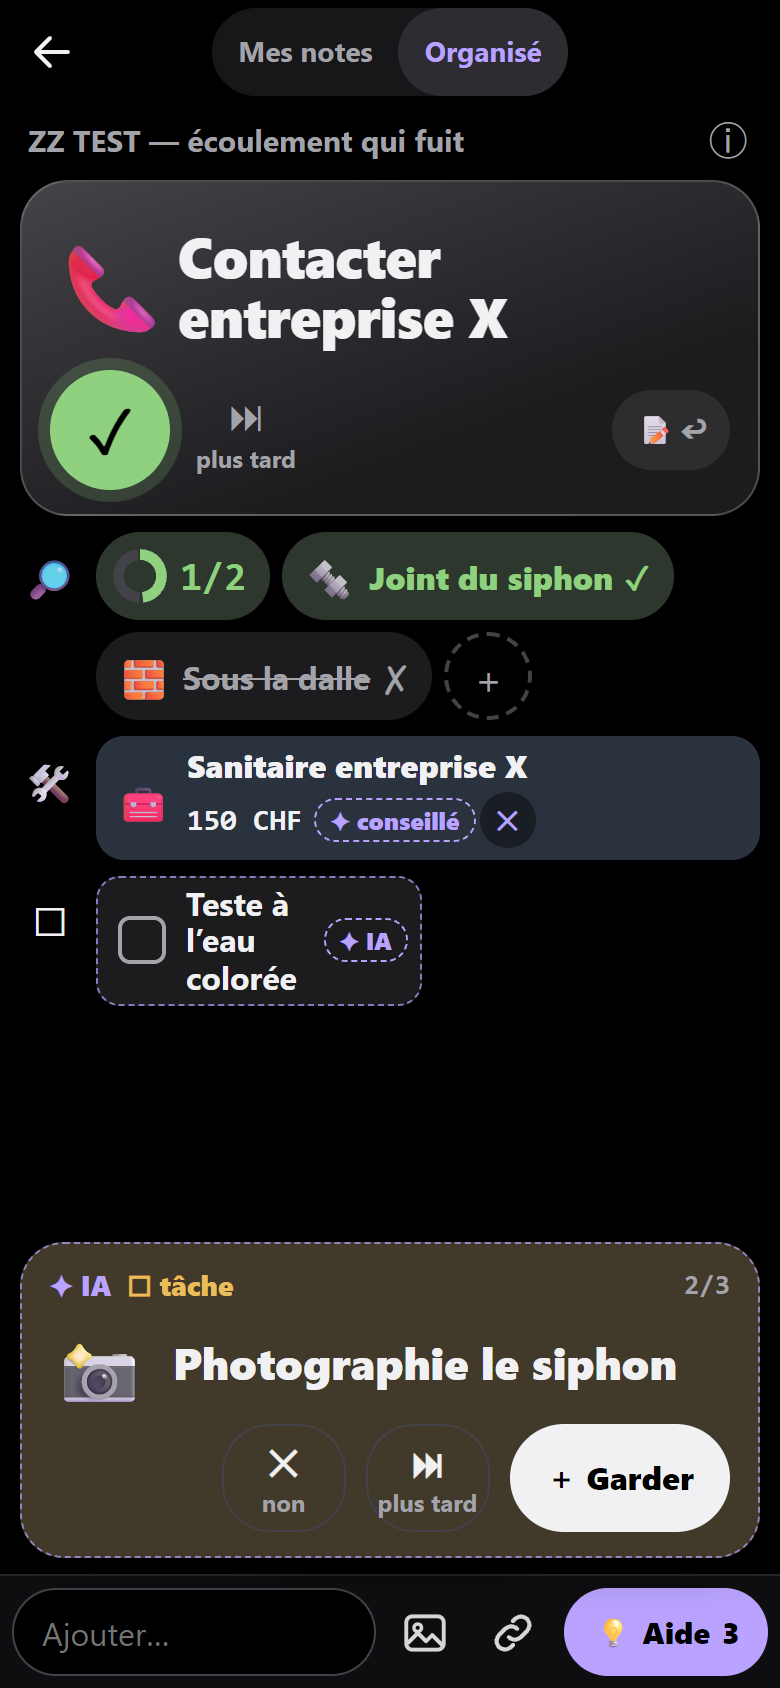 Mes notes
Organisé
ZZ TEST — écoulement qui fuit
Contacter
entreprise X
plus tard
1/2
Joint du siphon ✓
Sous la dalle ✗
+
Sanitaire entreprise X
150 CHF ✦ conseillé ✕
Teste à
l’eau
colorée
✦ IA
✦ IA ☐ tâche
2/3
Photographie le siphon
non
plus tard
+ Garder
Ajouter...
Aide 3